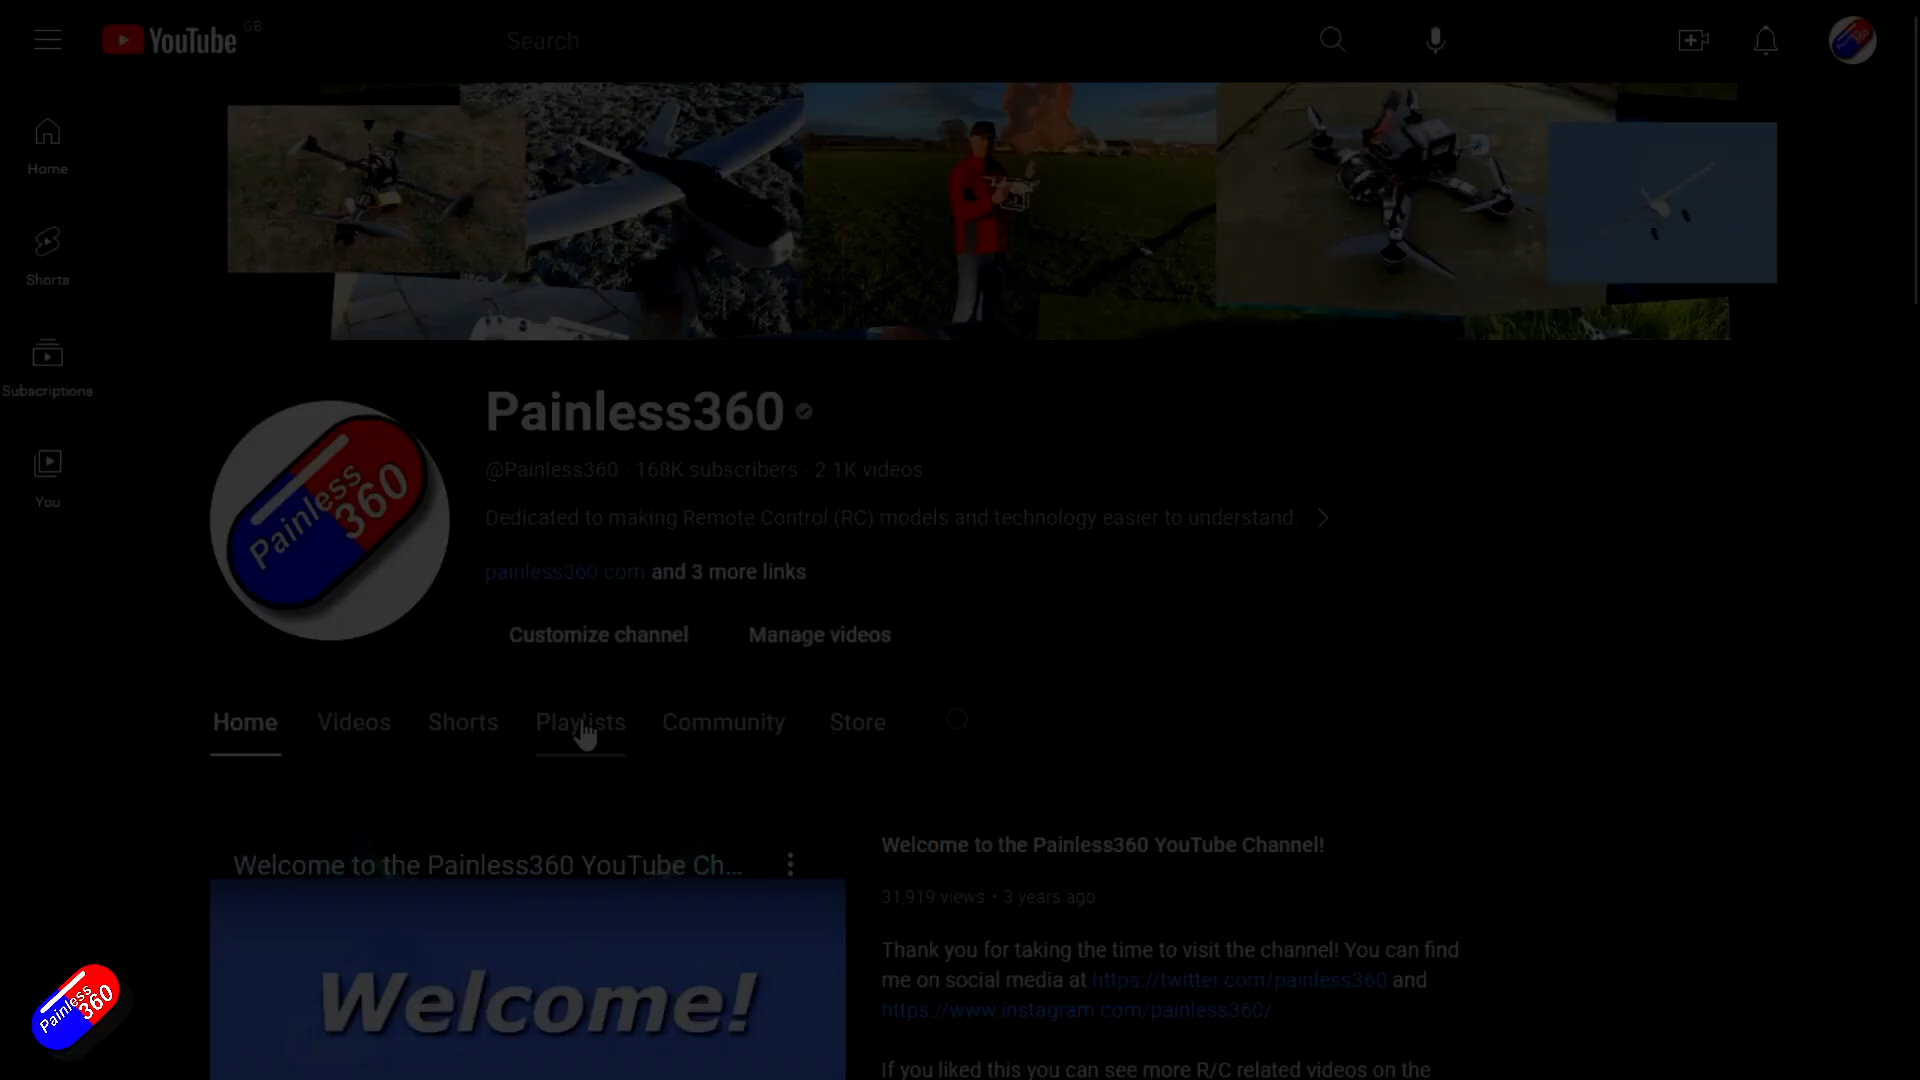 YouTube GB
Search
Home
Shorts
Subscriptions
You
Painless360
Painless
360
@Painless360 · 168K subscribers · 2.1K videos
Dedicated to making Remote Control (RC) models and technology easier to understand.
painless360.com and 3 more links
Customize channel Manage videos
Home Videos Shorts Playlists Community Store
Welcome to the Painless360 YouTube Ch...
Welcome!
Welcome to the Painless360 YouTube Channel!
31,919 views • 3 years ago
Thank you for taking the time to visit the channel! You can find
me on social media at https://twitter.com/painless360 and
https://www.instagram.com/painless360/
If you liked this you can see more R/C related videos on the
Painless
360